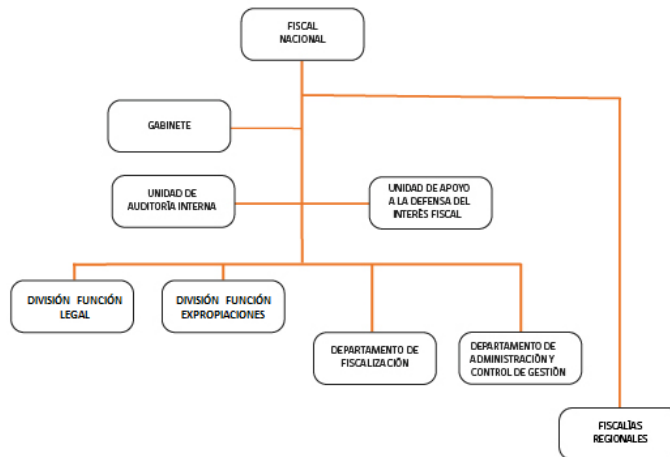 FISCAL
NACIONAL
GABINETE
UNIDAD DE
AUDITORÍA INTERNA
UNIDAD DE APOYO
A LA DEFENSA DEL
INTERÉS FISCAL
DIVISIÓN FUNCIÓN
LEGAL
DIVISIÓN FUNCIÓN
EXPROPIACIONES
DEPARTAMENTO DE
FISCALIZACIÓN
DEPARTAMENTO DE
ADMINISTRACIÓN Y
CONTROL DE GESTIÓN
FISCALÍAS
REGIONALES